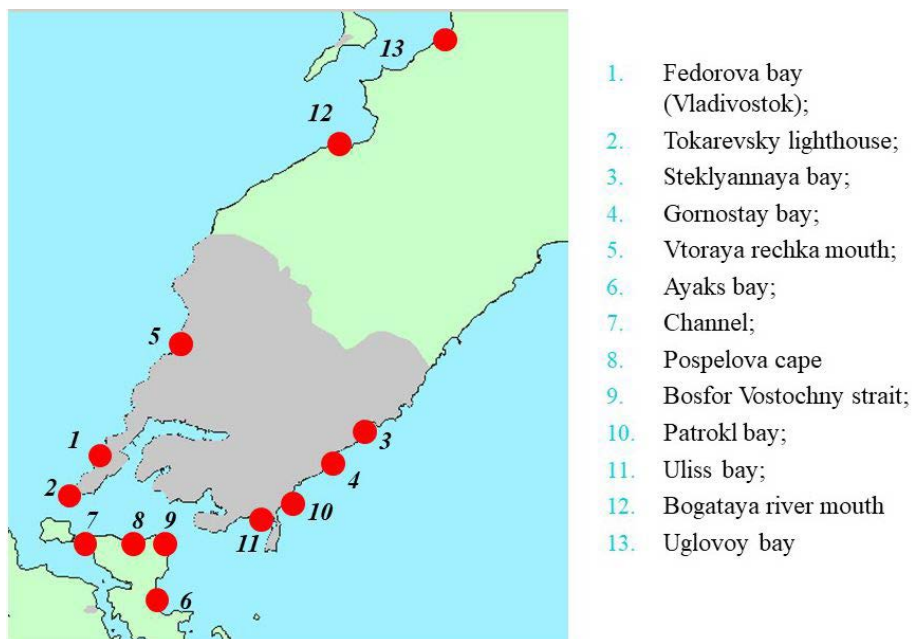 13
12
5
1
2
3
4
10
11
7
8
9
6
1. Fedorova bay
(Vladivostok);
2. Tokarevsky lighthouse;
3. Steklyannaya bay;
4. Gornostay bay;
5. Vtoraya rechka mouth;
6. Ayaks bay;
7. Channel;
8. Pospelova cape
9. Bosfor Vostochny strait;
10. Patrokl bay;
11. Uliss bay;
12. Bogataya river mouth
13. Uglovoy bay